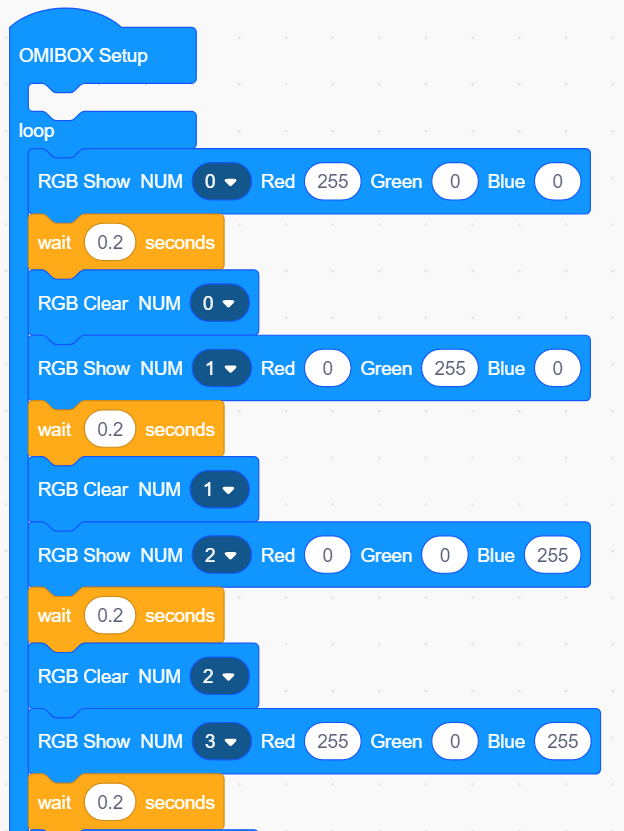 OMIBOX Setup
loop
RGB Show NUM 0 Red 255 Green 0 Blue 0
wait 0.2 seconds
RGB Clear NUM 0
RGB Show NUM 1 Red 0 Green 255 Blue 0
wait 0.2 seconds
RGB Clear NUM 1
RGB Show NUM 2 Red 0 Green 0 Blue 255
wait 0.2 seconds
RGB Clear NUM 2
RGB Show NUM 3 Red 255 Green 0 Blue 255
wait 0.2 seconds